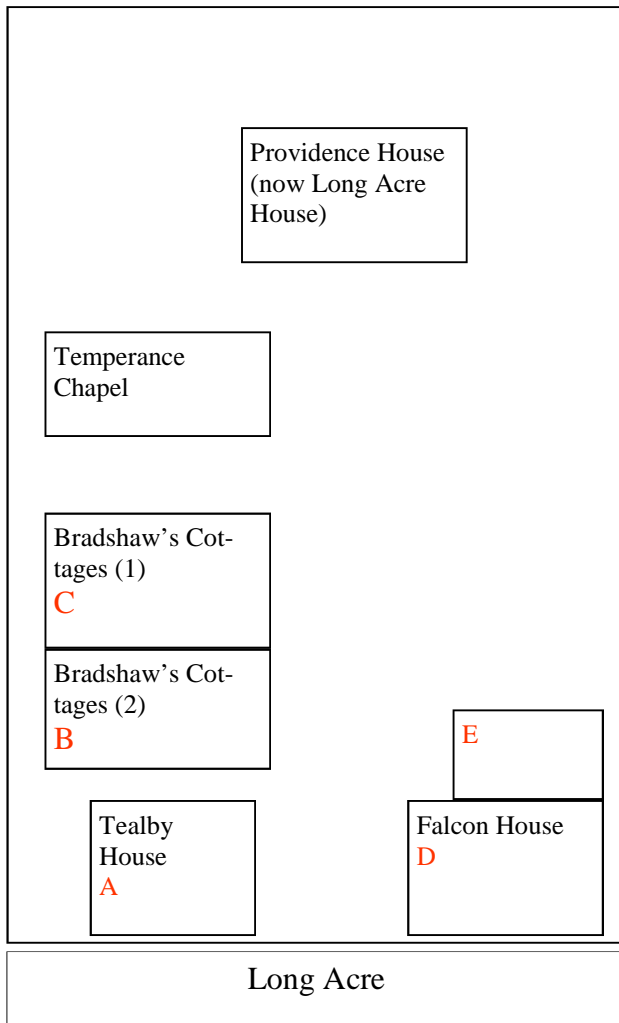 Providence House
(now Long Acre
House)
Temperance
Chapel
Bradshaw’s Cot-
tages (1)
C
Bradshaw’s Cot-
tages (2)
B
E
Tealby
House
A
Falcon House
D
Long Acre